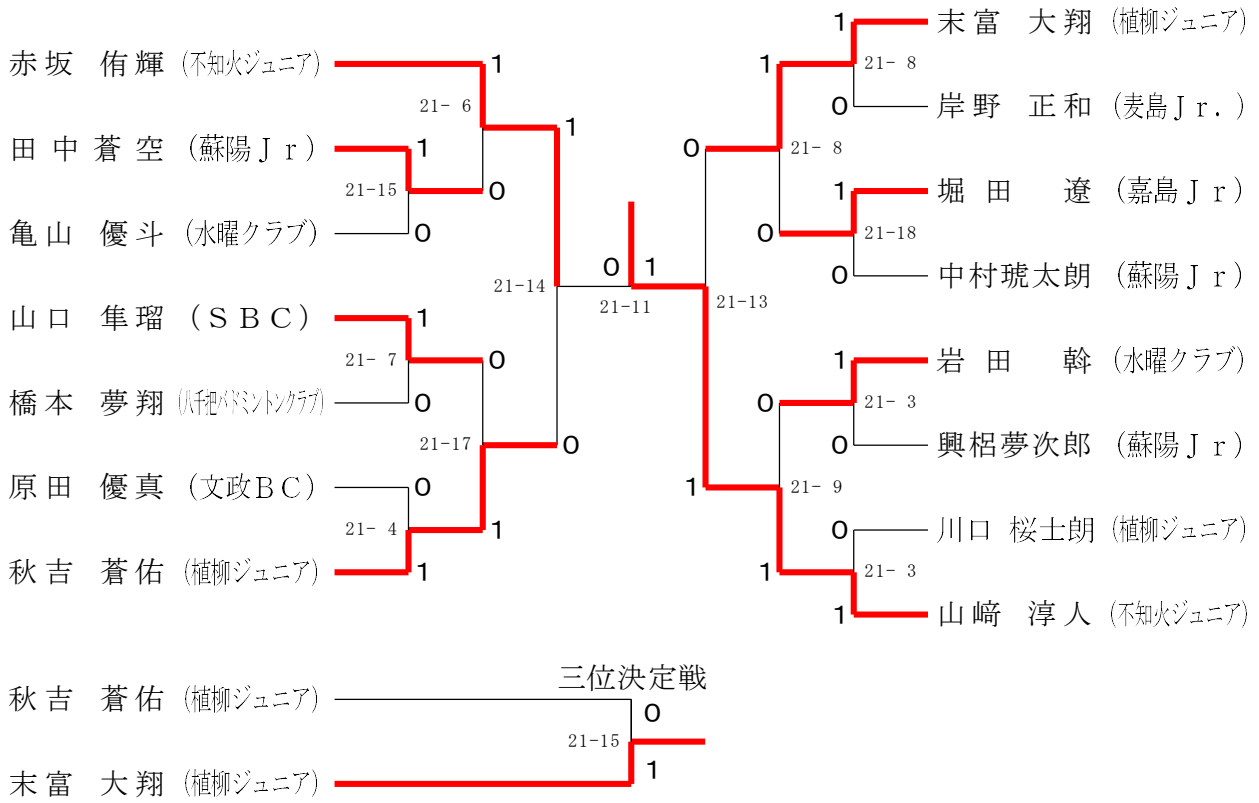 赤坂 侑輝 (不知火ジュニア)
1
21- 6
1
田中蒼空 (蘇陽Ｊｒ)
1
21-15
0
亀山 優斗 (水曜クラブ)
0
21-14
山口 隼瑠 (ＳＢＣ)
1
21- 7
0
橋本 夢翔 (八千把バドミントンクラブ)
0
21-17
0
原田 優真 (文政ＢＣ)
0
21- 4
1
秋吉 蒼佑 (植柳ジュニア)
1
0 1
21-11
1
末富 大翔 (植柳ジュニア)
1
21- 8
0
岸野 正和 (麦島Ｊｒ.)
0
21- 8
1
堀田 遼 (嘉島Ｊｒ)
0
21-18
0
中村琥太朗 (蘇陽Ｊｒ)
21-13
1
岩田 幹 (水曜クラブ)
0
21- 3
0
興梠夢次郎 (蘇陽Ｊｒ)
1
21- 9
0
川口 桜士朗 (植柳ジュニア)
1
21- 3
1
山﨑 淳人 (不知火ジュニア)
三位決定戦
秋吉 蒼佑 (植柳ジュニア)
0
21-15
1
末富 大翔 (植柳ジュニア)